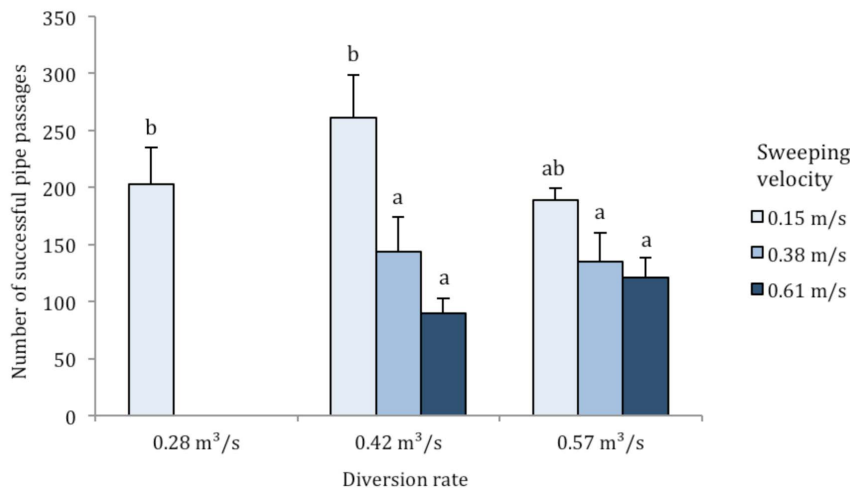 350
300
250
200
150
100
50
0
Number of successful pipe passages
b
b
a
a
ab
a
a
0.28 m³/s
0.42 m³/s
0.57 m³/s
Diversion rate
Sweeping
velocity
0.15 m/s
0.38 m/s
0.61 m/s